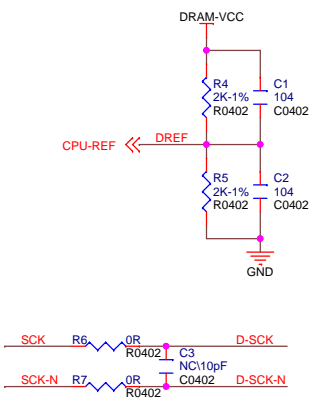 DRAM-VCC
R4
2K-1%
R0402
C1
104
C0402
CPU-REF
DREF
R5
2K-1%
R0402
C2
104
C0402
GND
SCK
R6
0R
R0402
D-SCK
C3
NC\10pF
C0402
SCK-N
R7
0R
R0402
D-SCK-N